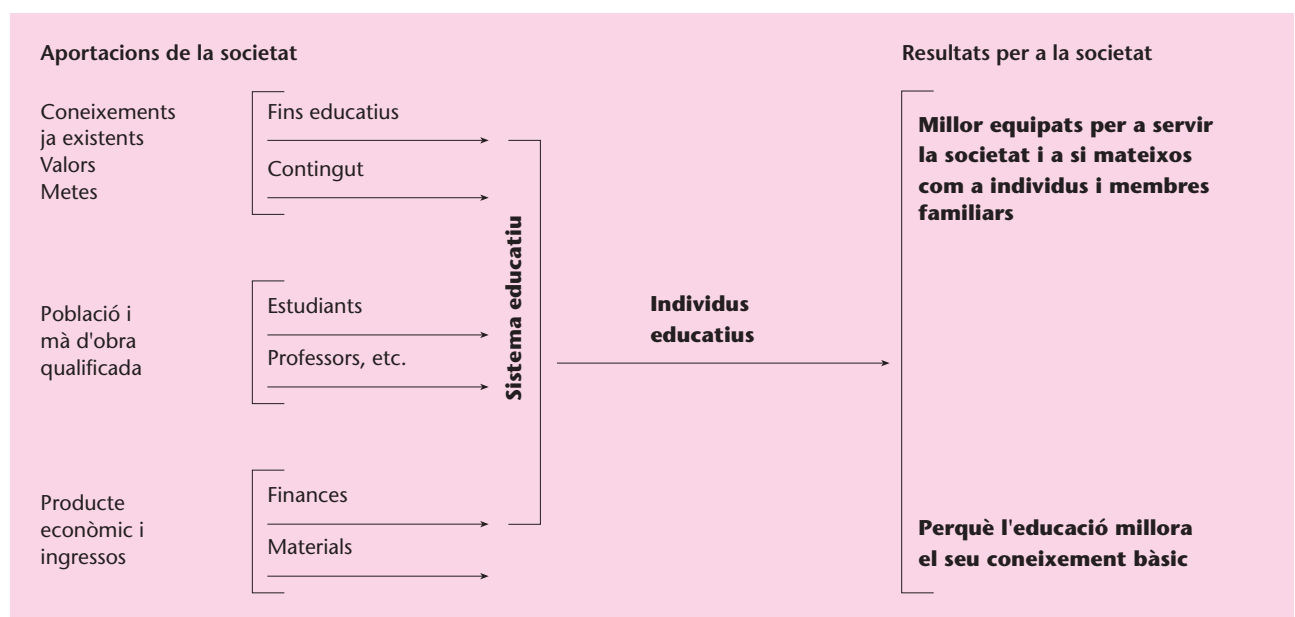 Aportacions de la societat
Resultats per a la societat
Coneixements
ja existents
Valors
Metes
Fins educatius
Contingut
Població i
mà d'obra
qualificada
Estudiants
Professors, etc.
Producte
econòmic i
ingressos
Finances
Materials
Sistema educatiu
Individus
educatius
Millor equipats per a servir
la societat i a si mateixos
com a individus i membres
familiars
Perquè l'educació millora
el seu coneixement bàsic